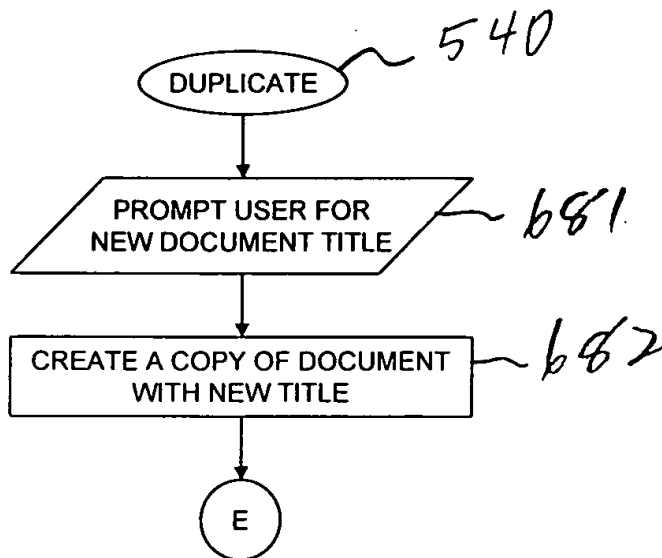 540
DUPLICATE
PROMPT USER FOR
NEW DOCUMENT TITLE
681
CREATE A COPY OF DOCUMENT
WITH NEW TITLE
682
E